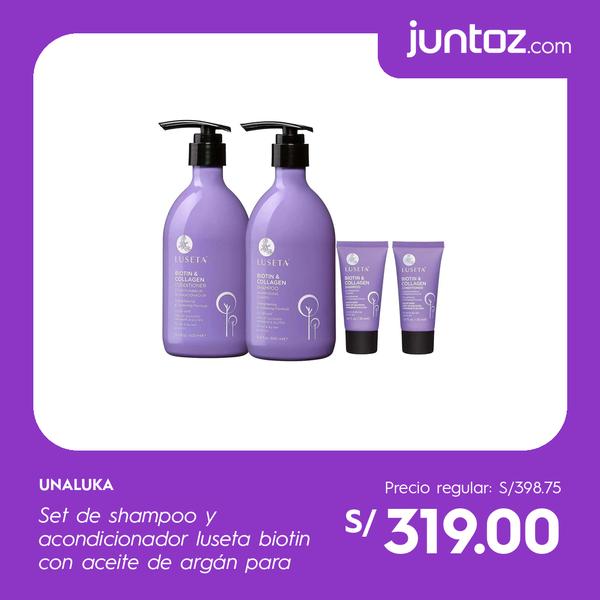 juntoz.com
LUSETA
BIOTIN &
COLLAGEN
CONDITIONER
LUSETA
BIOTIN &
COLLAGEN
SHAMPOO
LUSETA
BIOTIN &
COLLAGEN
SHAMPOO
LUSETA
BIOTIN &
COLLAGEN
CONDITIONER
UNALUKA
Set de shampoo y
acondicionador luseta biotin
con aceite de argán para
Precio regular: S/398.75
S/ 319.00